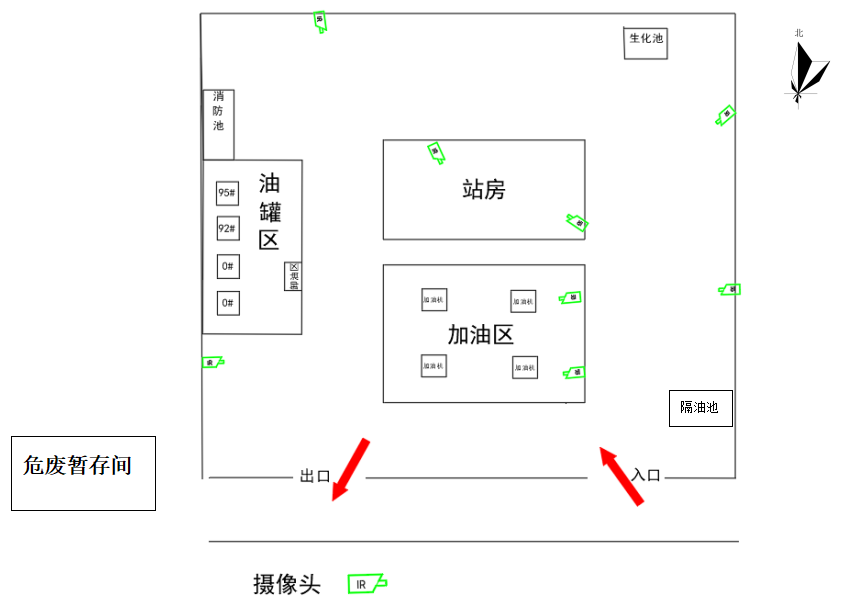 北
生化池
消
防
池
站房
油
罐
区
95#
92#
0#
0#
加油机
加油机
加油区
加油机
加油机
隔油池
危废暂存间
出口
入口
摄像头
IR